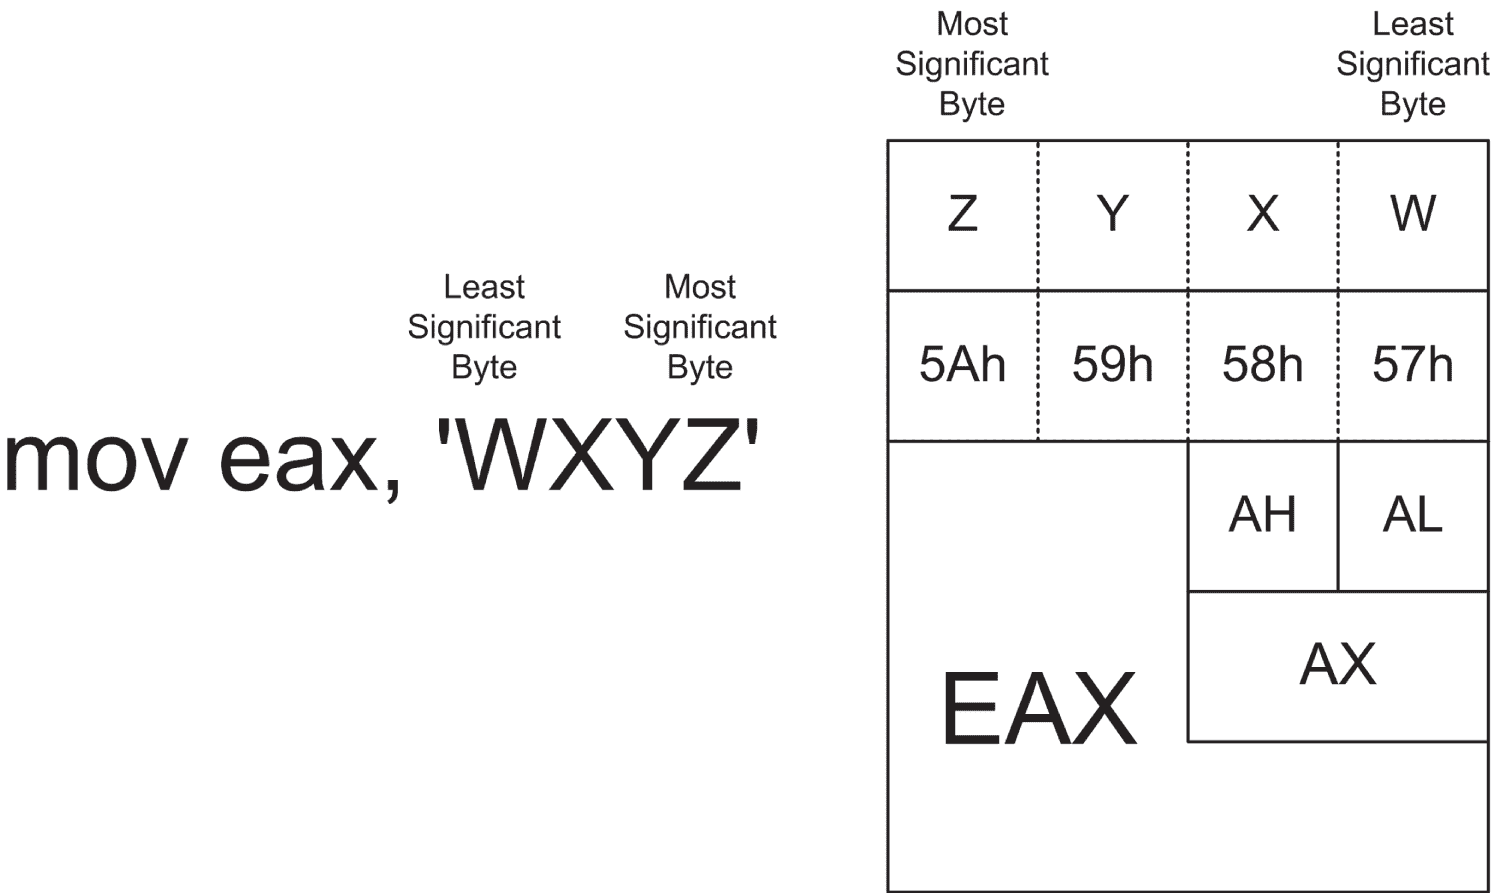 Least
Significant
Byte
Most
Significant
Byte
mov eax, 'WXYZ'
Most
Significant
Byte
Least
Significant
Byte
Z Y X W
5Ah 59h 58h 57h
AH AL
AX
EAX